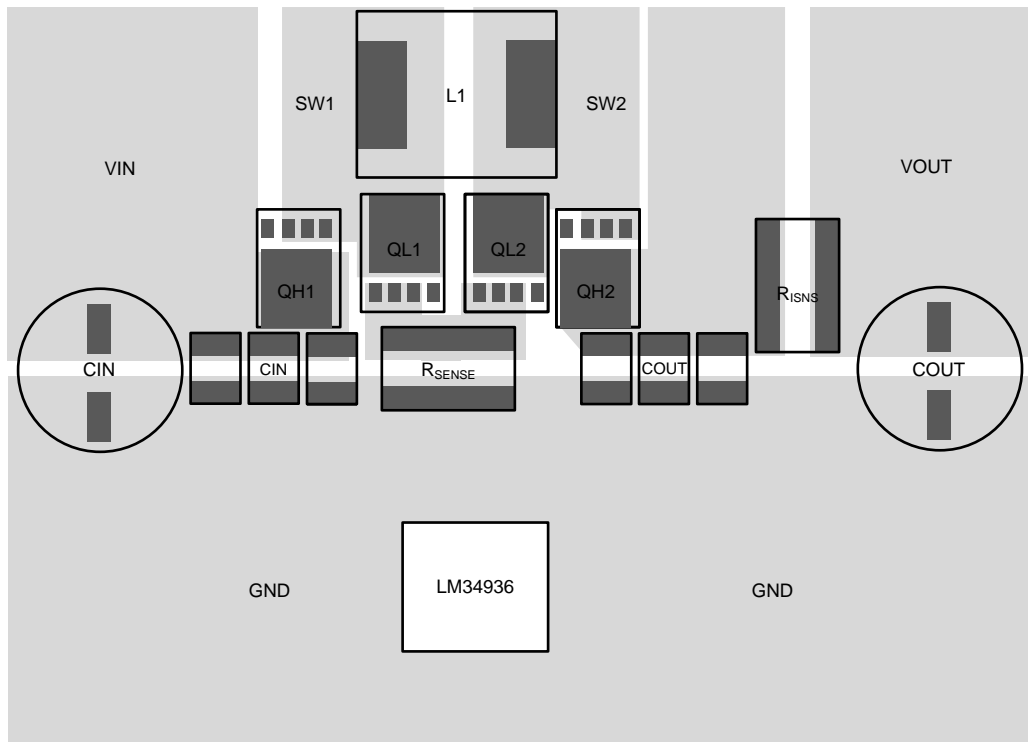 L1
SW1
SW2
VIN
VOUT
QL1
QL2
QH1
QH2
RISNS
CIN
CIN
RSENSE
COUT
COUT
LM34936
GND
GND